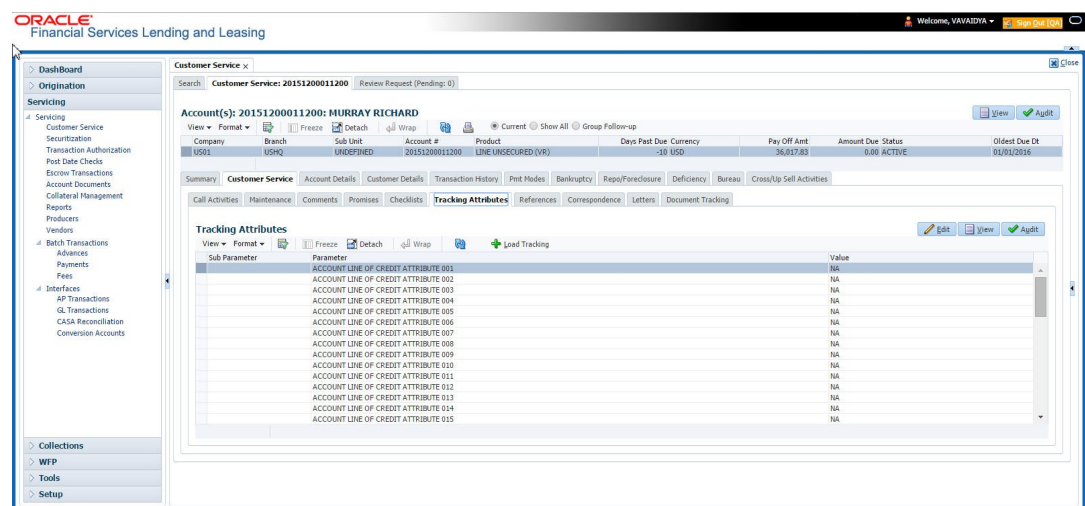 ORACLE
Financial Services Lending and Leasing
Welcome, VAVAIDYA
Sign Out [QA]
Close
DashBoard
Origination
Servicing
Servicing
Customer Service
Securitization
Transaction Authorization
Post Date Checks
Escrow Transactions
Account Documents
Collateral Management
Reports
Producers
Vendors
Batch Transactions
Advances
Payments
Fees
Interfaces
AP Transactions
GL Transactions
CASA Reconciliation
Conversion Accounts
Collections
WFP
Tools
Setup
Customer Service x
Search Customer Service: 20151200011200 Review Request (Pending: 0)
Account(s): 20151200011200: MURRAY RICHARD
View Audit
View Format Freeze Detach Wrap Current Show All Group Follow-up
Company Branch Sub Unit Account # Product Days Past Due Currency Pay Off Amt Amount Due Status Oldest Due Dt
US01 USHQ UNDEFINED 20151200011200 LINE UNSECURED (VR) -10 USD 36,017.83 0.00 ACTIVE 01/01/2016
Summary Customer Service Account Details Customer Details Transaction History Pmt Modes Bankruptcy Repo/Foreclosure Deficiency Bureau Cross/Up Sell Activities
Call Activities Maintenance Comments Promises Checklists Tracking Attributes References Correspondence Letters Document Tracking
Tracking Attributes
Edit View Audit
View Format Freeze Detach Wrap Load Tracking
Sub Parameter Parameter Value
ACCOUNT LINE OF CREDIT ATTRIBUTE 001 NA
ACCOUNT LINE OF CREDIT ATTRIBUTE 002 NA
ACCOUNT LINE OF CREDIT ATTRIBUTE 003 NA
ACCOUNT LINE OF CREDIT ATTRIBUTE 004 NA
ACCOUNT LINE OF CREDIT ATTRIBUTE 005 NA
ACCOUNT LINE OF CREDIT ATTRIBUTE 006 NA
ACCOUNT LINE OF CREDIT ATTRIBUTE 007 NA
ACCOUNT LINE OF CREDIT ATTRIBUTE 008 NA
ACCOUNT LINE OF CREDIT ATTRIBUTE 009 NA
ACCOUNT LINE OF CREDIT ATTRIBUTE 010 NA
ACCOUNT LINE OF CREDIT ATTRIBUTE 011 NA
ACCOUNT LINE OF CREDIT ATTRIBUTE 012 NA
ACCOUNT LINE OF CREDIT ATTRIBUTE 013 NA
ACCOUNT LINE OF CREDIT ATTRIBUTE 014 NA
ACCOUNT LINE OF CREDIT ATTRIBUTE 015 NA